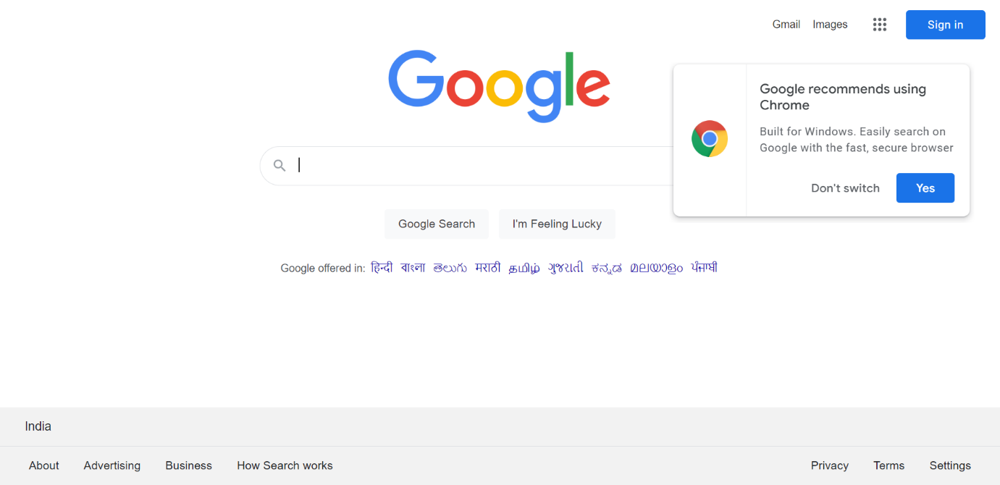 Gmail Images Sign in
Google
Google recommends using
Chrome
Built for Windows. Easily search on
Google with the fast, secure browser
Don't switch Yes
Google Search I'm Feeling Lucky
Google offered in: हिन्दी বাংলা తెలుగు मराठी தமிழ் ગુજરાતી ಕನ್ನಡ മലയാളം ਪੰਜਾਬੀ
India
About Advertising Business How Search works Privacy Terms Settings